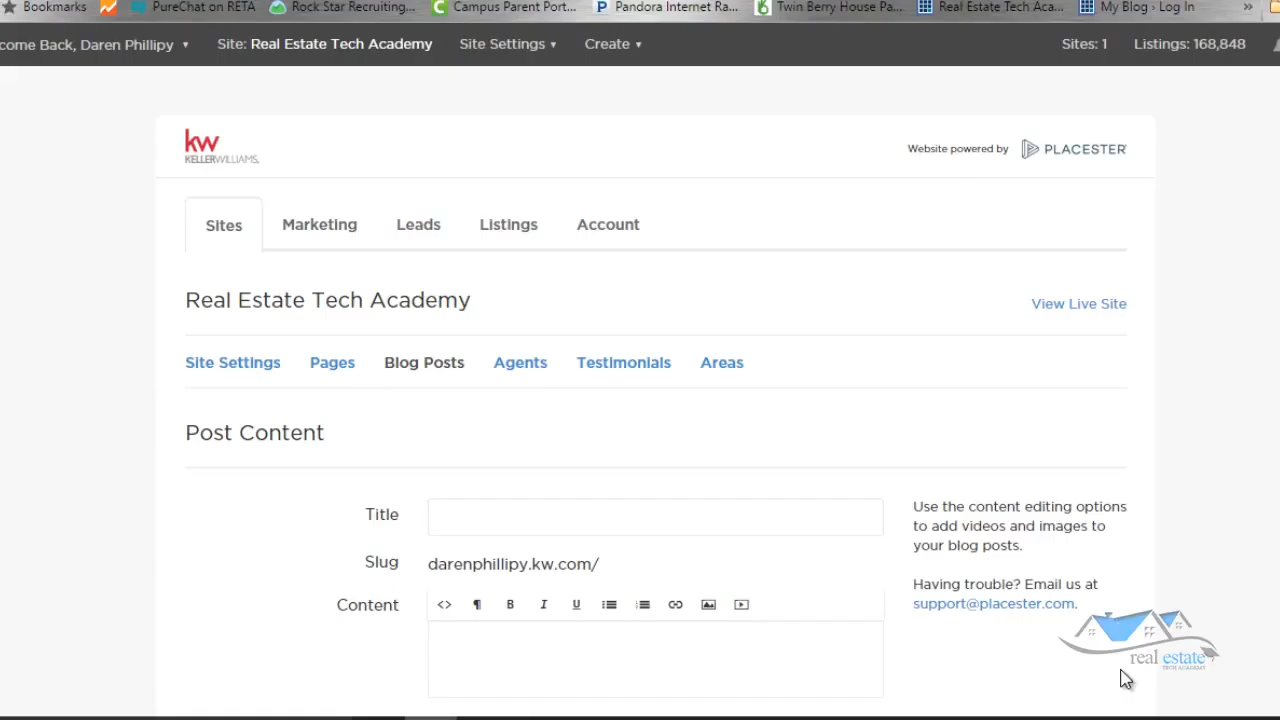 Bookmarks PureChat on RETA Rock Star Recruiting... Campus Parent Port... Pandora Internet Ra... Twin Berry House Pa... Real Estate Tech Aca... My Blog › Log In »
come Back, Daren Phillipy Site: Real Estate Tech Academy Site Settings Create Sites: 1 Listings: 168,848
kw
KELLERWILLIAMS.
Website powered by PLACESTER
Sites Marketing Leads Listings Account
Real Estate Tech Academy
View Live Site
Site Settings Pages Blog Posts Agents Testimonials Areas
Post Content
Title
Slug darenphillipy.kw.com/
Content <> ¶ B I U
Use the content editing options
to add videos and images to
your blog posts.
Having trouble? Email us at
support@placester.com.
real estate
TECH ACADEMY